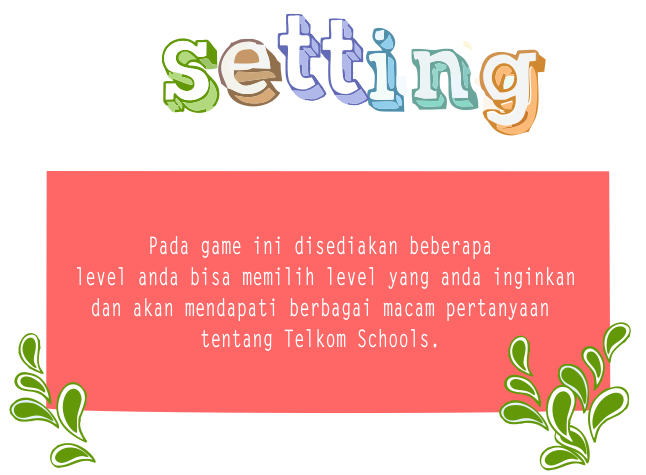 setting
Pada game ini disediakan beberapa
level anda bisa memilih level yang anda inginkan
dan akan mendapati berbagai macam pertanyaan
tentang Telkom Schools.